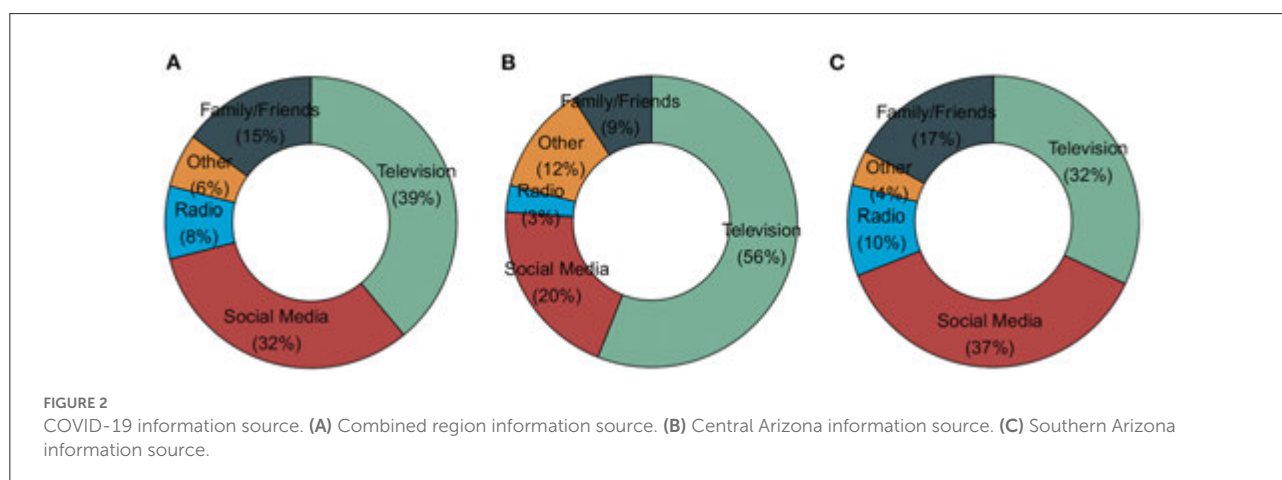 A
Family/Friends
(15%)
Other
(6%)
Radio
(8%)
Television
(39%)
Social Media
(32%)
B
Family/Friends
(9%)
Other
(12%)
Radio
(3%)
Television
(56%)
Social Media
(20%)
C
Family/Friends
(17%)
Other
(4%)
Radio
(10%)
Television
(32%)
Social Media
(37%)
FIGURE 2
COVID-19 information source. (A) Combined region information source. (B) Central Arizona information source. (C) Southern Arizona
information source.